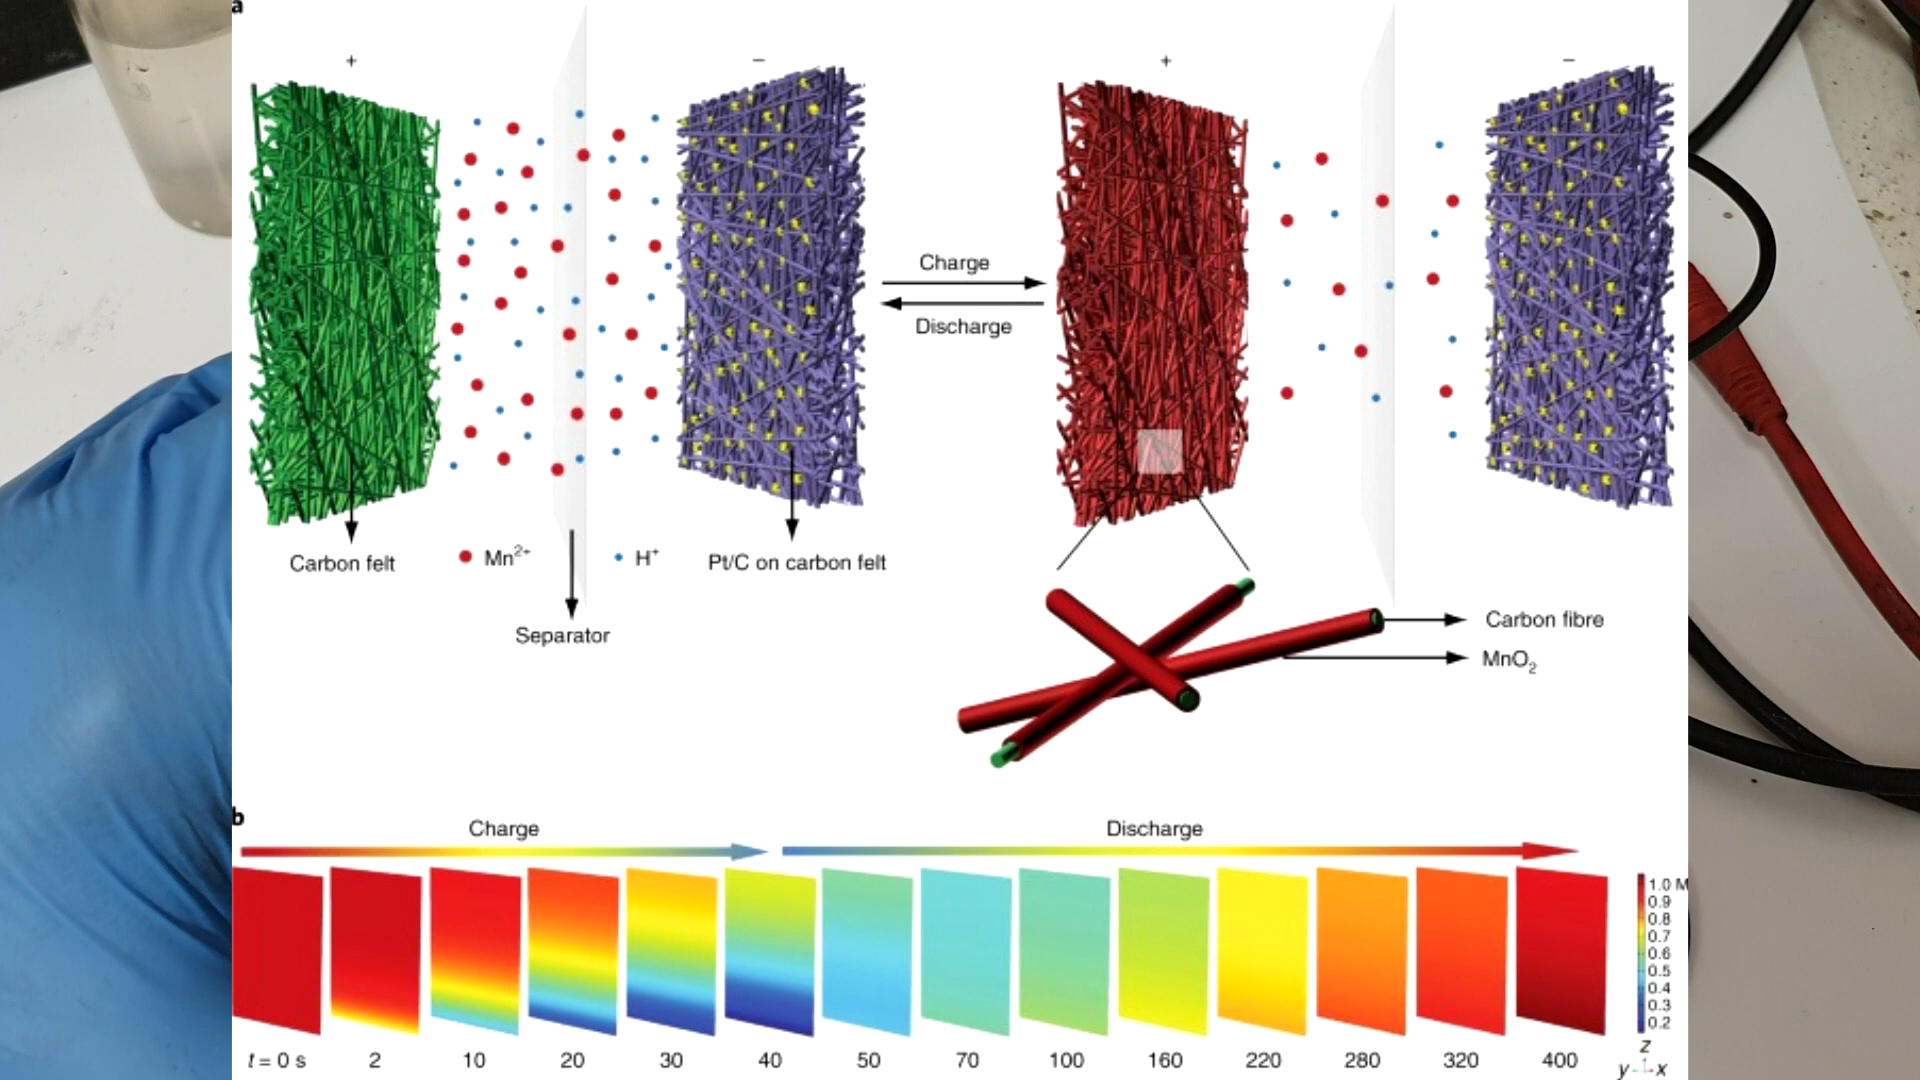 a
+ − + −
Charge
Discharge
Carbon felt Mn²⁺ H⁺ Pt/C on carbon felt
Separator
Carbon fibre
MnO₂
b
Charge Discharge
1.0 M
0.9
0.8
0.7
0.6
0.5
0.4
0.3
0.2
t = 0 s 2 10 20 30 40 50 70 100 160 220 280 320 400
z
y x